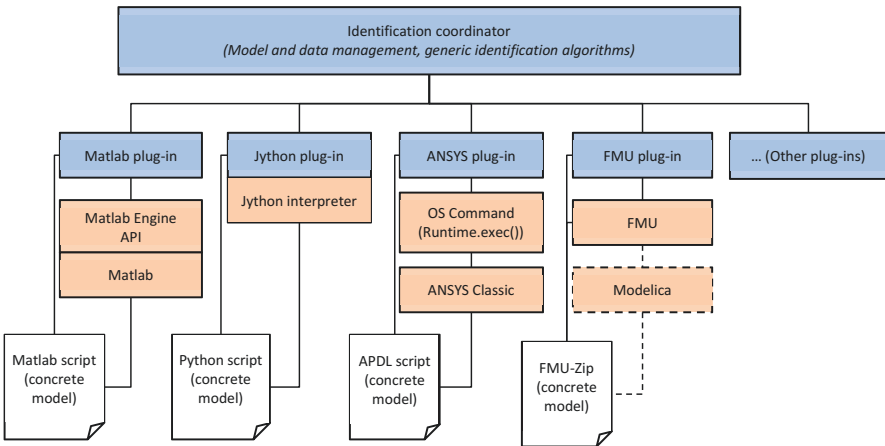 Identification coordinator
(Model and data management, generic identification algorithms)
Matlab plug-in
Jython plug-in
ANSYS plug-in
FMU plug-in
... (Other plug-ins)
Matlab Engine
API
Matlab
Jython interpreter
OS Command
(Runtime.exec())
ANSYS Classic
FMU
Modelica
Matlab script
(concrete
model)
Python script
(concrete
model)
APDL script
(concrete
model)
FMU-Zip
(concrete
model)